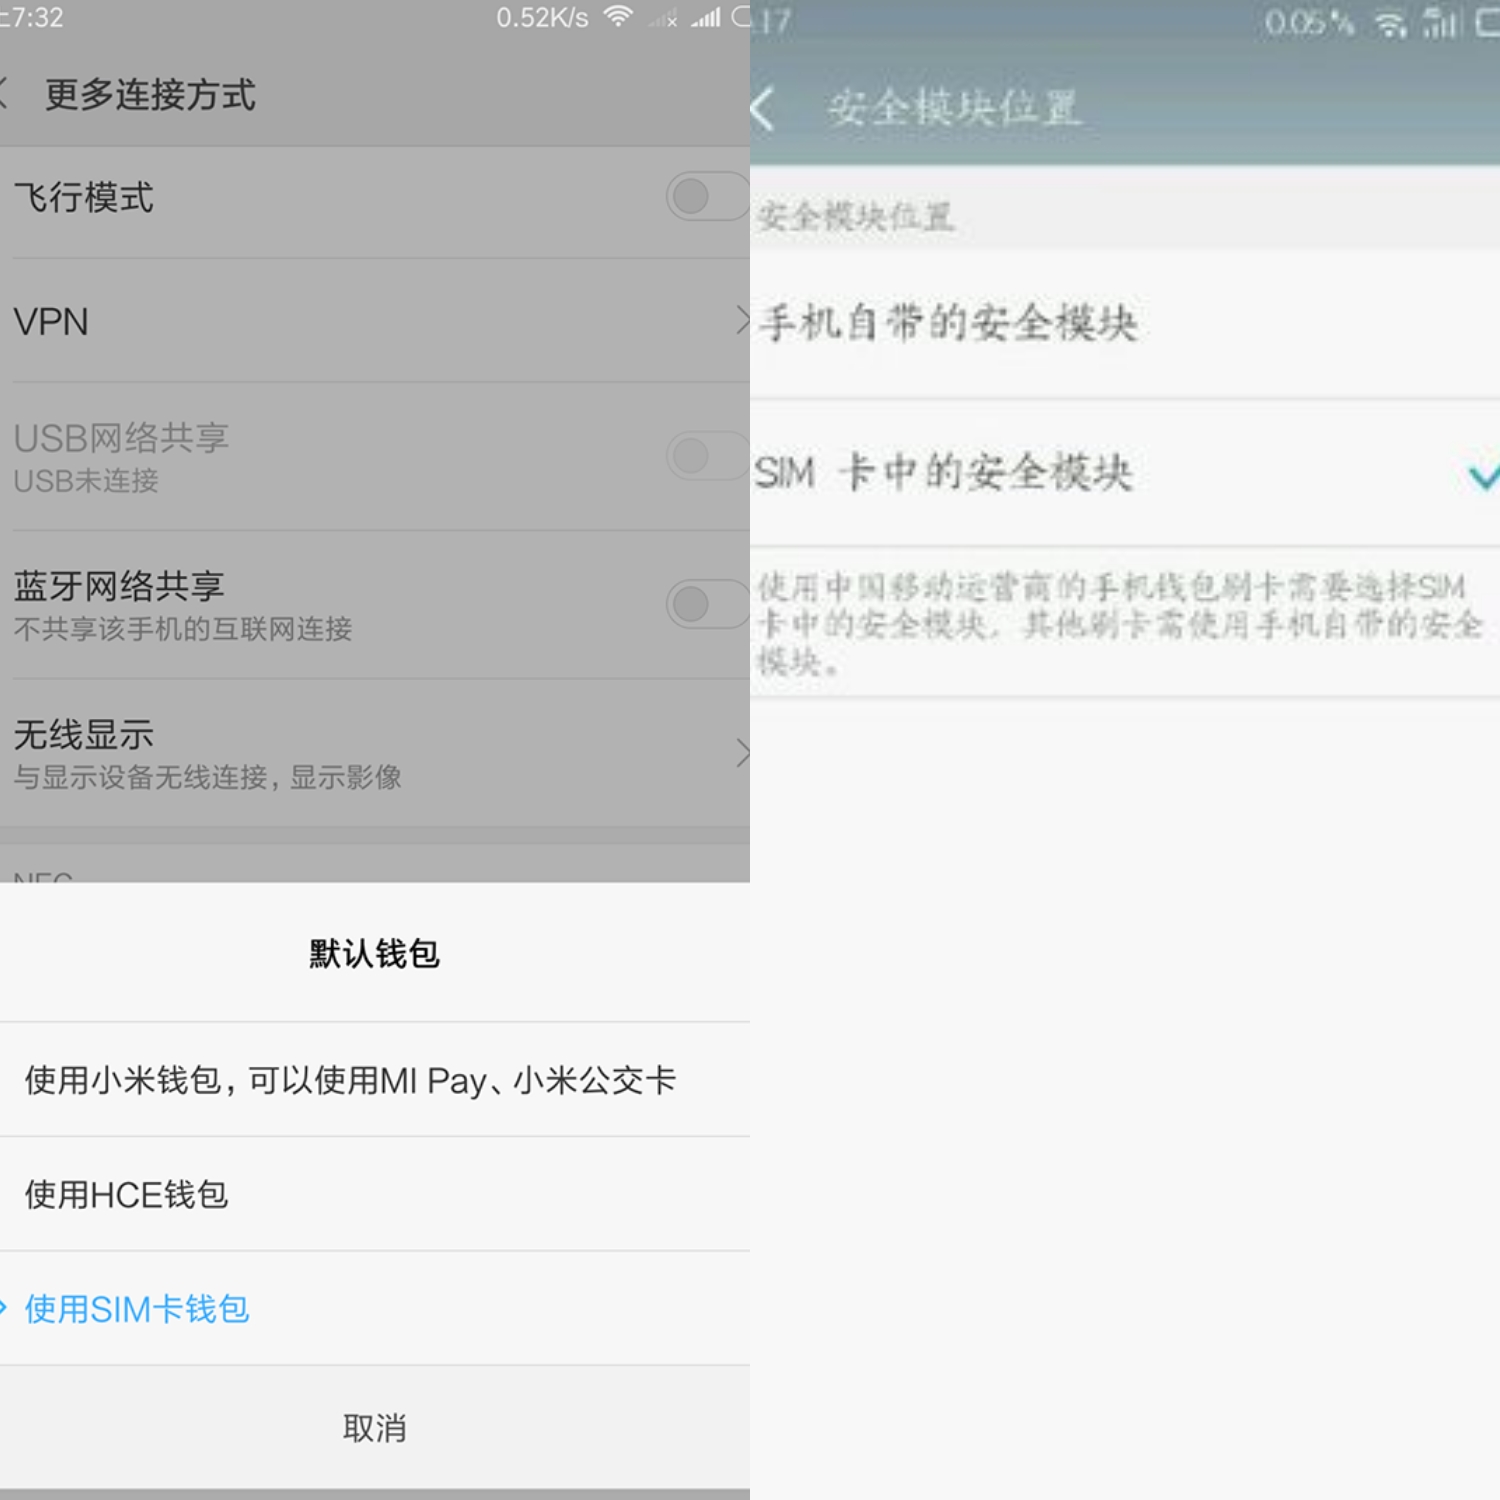 7:32
0.52K/s
更多连接方式
飞行模式
VPN
USB网络共享
USB未连接
蓝牙网络共享
不共享该手机的互联网连接
无线显示
与显示设备无线连接，显示影像
NFC
默认钱包
使用小米钱包，可以使用MI Pay、小米公交卡
使用HCE钱包
使用SIM卡钱包
取消
17
安全模块位置
安全模块位置
手机自带的安全模块
SIM 卡中的安全模块
使用中国移动运营商的手机钱包刷卡需要选择SIM
卡中的安全模块，其他刷卡需使用手机自带的安全
模块。